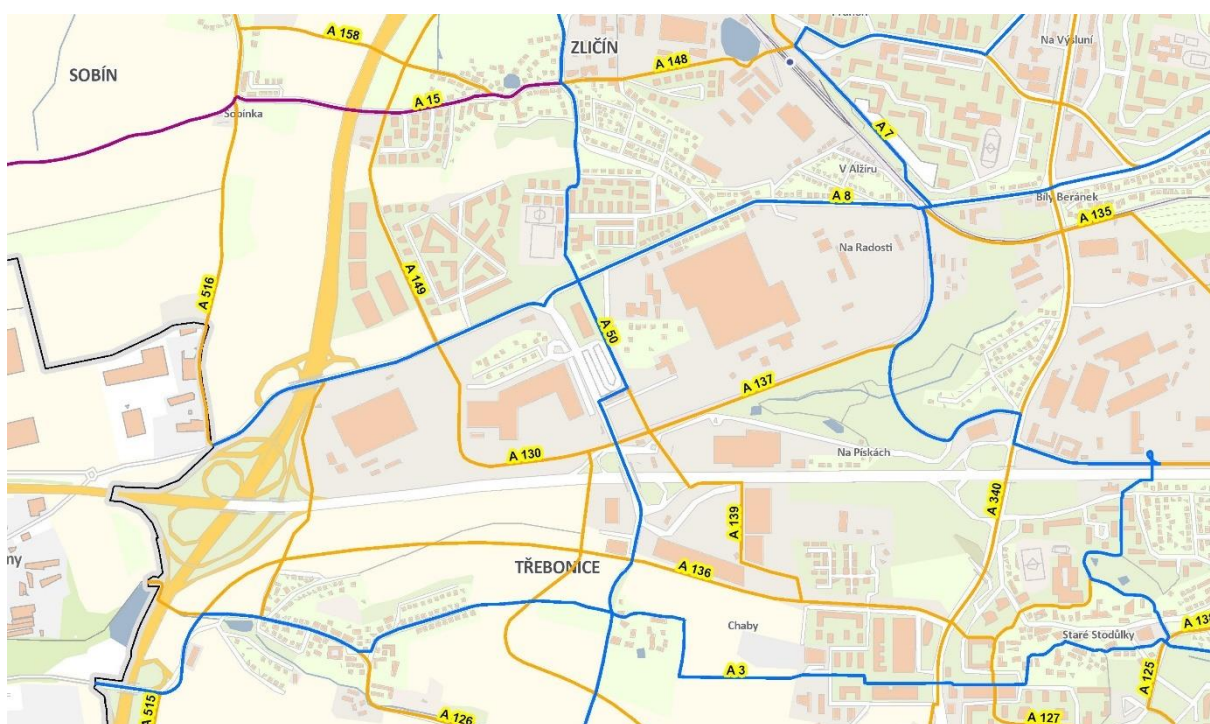 A 158
ZLIČÍN
Na Výsluní
SOBÍN
A 148
A 15
Sobinka
A 7
V Alžíru
A 8
Bílý Beránek
A 135
Na Radosti
A 149
A 516
A 50
A 137
Na Pískách
A 130
A 340
A 139
TŘEBONICE
A 136
Chaby
Staré Stodůlky
A 3
A 125
A 515
A 126
A 127